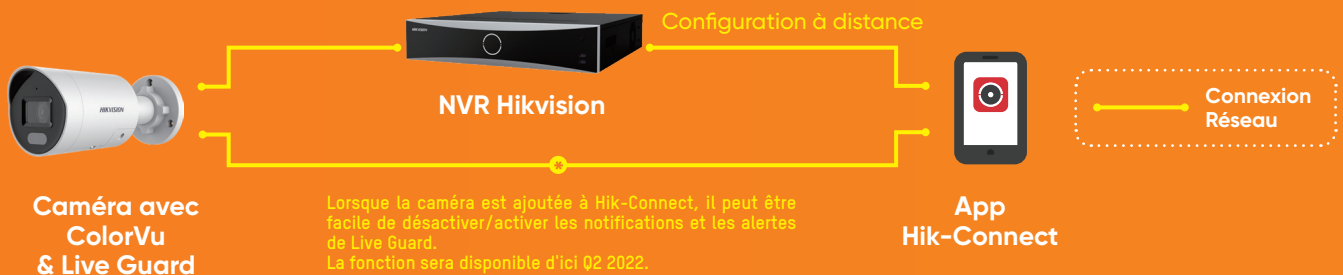 Configuration à distance
HIKVISION
HIKVISION
NVR Hikvision
Connexion
Réseau
Caméra avec
ColorVu
& Live Guard
*
Lorsque la caméra est ajoutée à Hik-Connect, il peut être
facile de désactiver/activer les notifications et les alertes
de Live Guard.
La fonction sera disponible d'ici Q2 2022.
App
Hik-Connect